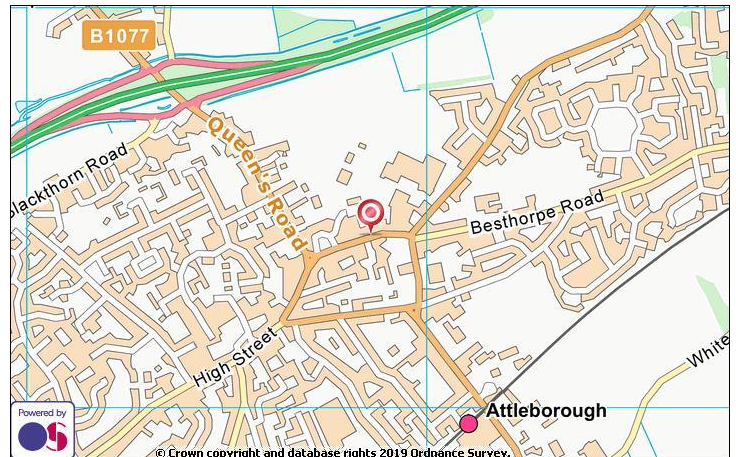 B1077
Queen's Road
Blackthorn Road
Besthorpe Road
High Street
White
Attleborough
Powered by
OS
© Crown copyright and database rights 2019 Ordnance Survey.